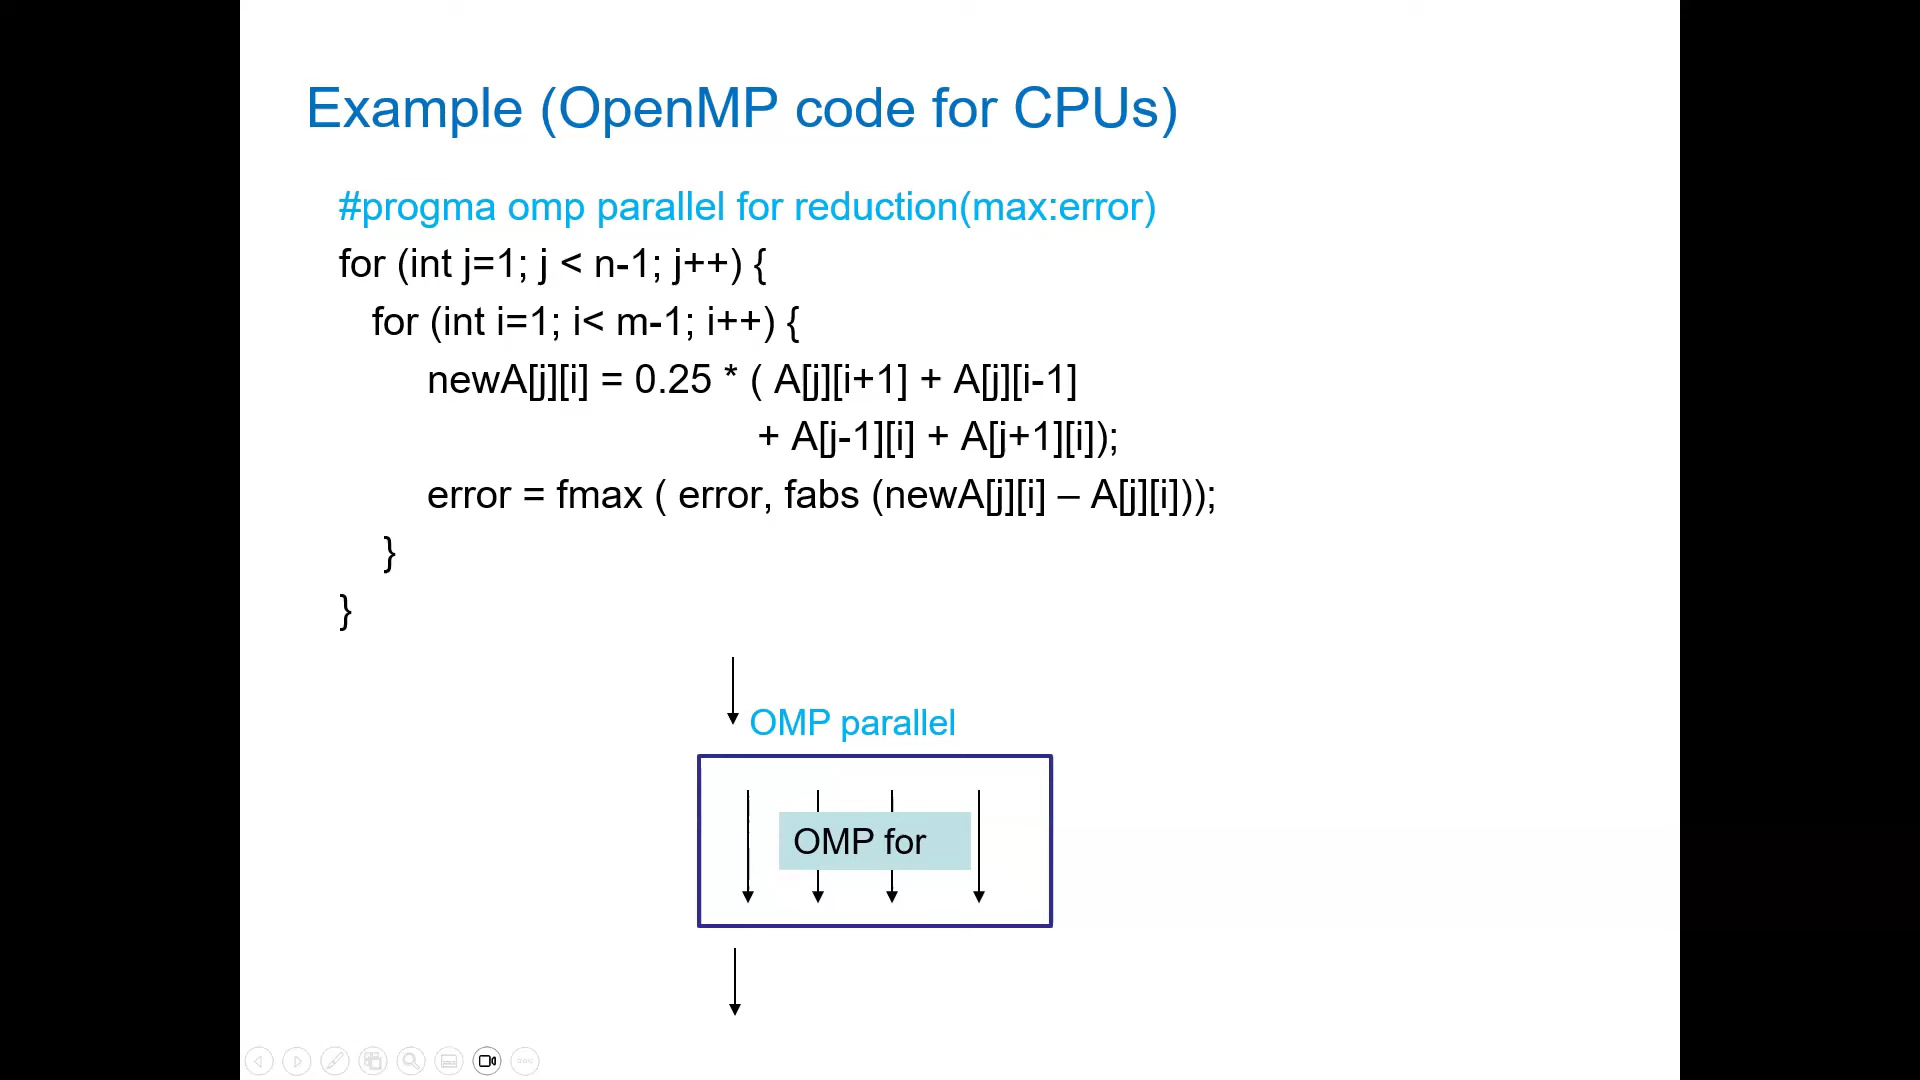 Example (OpenMP code for CPUs)
#progma omp parallel for reduction(max:error)
for (int j=1; j < n-1; j++) {
for (int i=1; i< m-1; i++) {
newA[j][i] = 0.25 * ( A[j][i+1] + A[j][i-1]
+ A[j-1][i] + A[j+1][i]);
error = fmax ( error, fabs (newA[j][i] – A[j][i]));
}
}
OMP parallel
OMP for